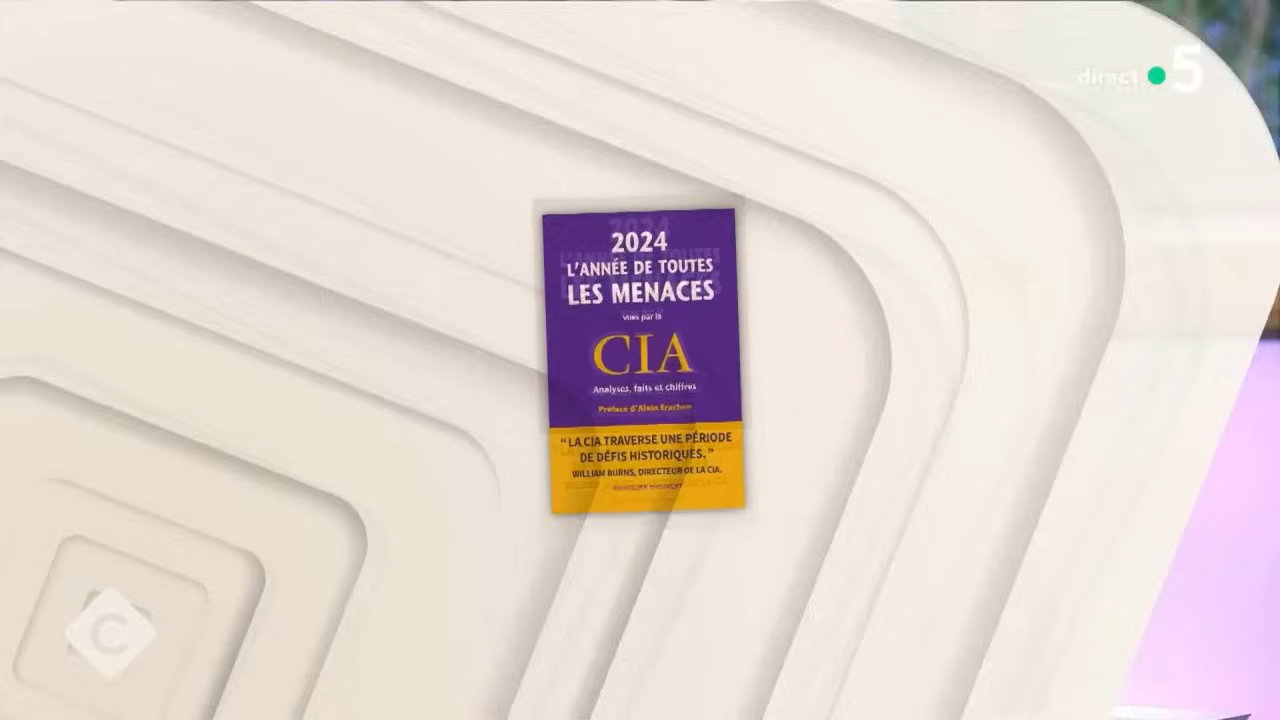 direct 5
2024
L'ANNÉE DE TOUTES
LES MENACES
vues par la
CIA
Analyses, faits et chiffres
Préface d'Alain
"LA CIA TRAVERSE UNE PÉRIODE
DE DÉFIS HISTORIQUES."
WILLIAM BURNS, DIRECTEUR DE LA CIA.
C